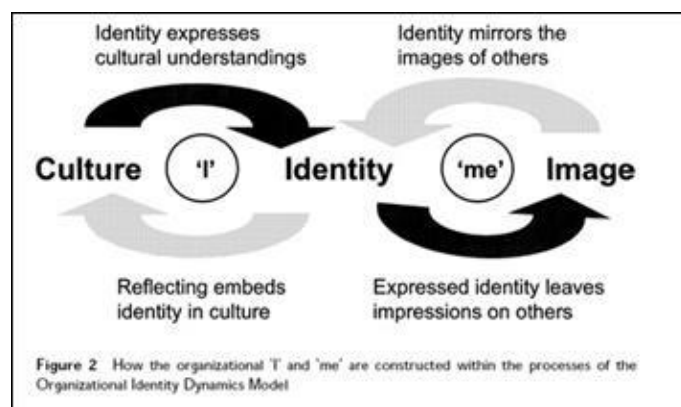 Identity expresses
cultural understandings
Identity mirrors the
images of others
Culture 'I' Identity 'me' Image
Reflecting embeds
identity in culture
Expressed identity leaves
impressions on others
Figure 2 How the organizational 'I' and 'me' are constructed within the processes of the
Organizational Identity Dynamics Model